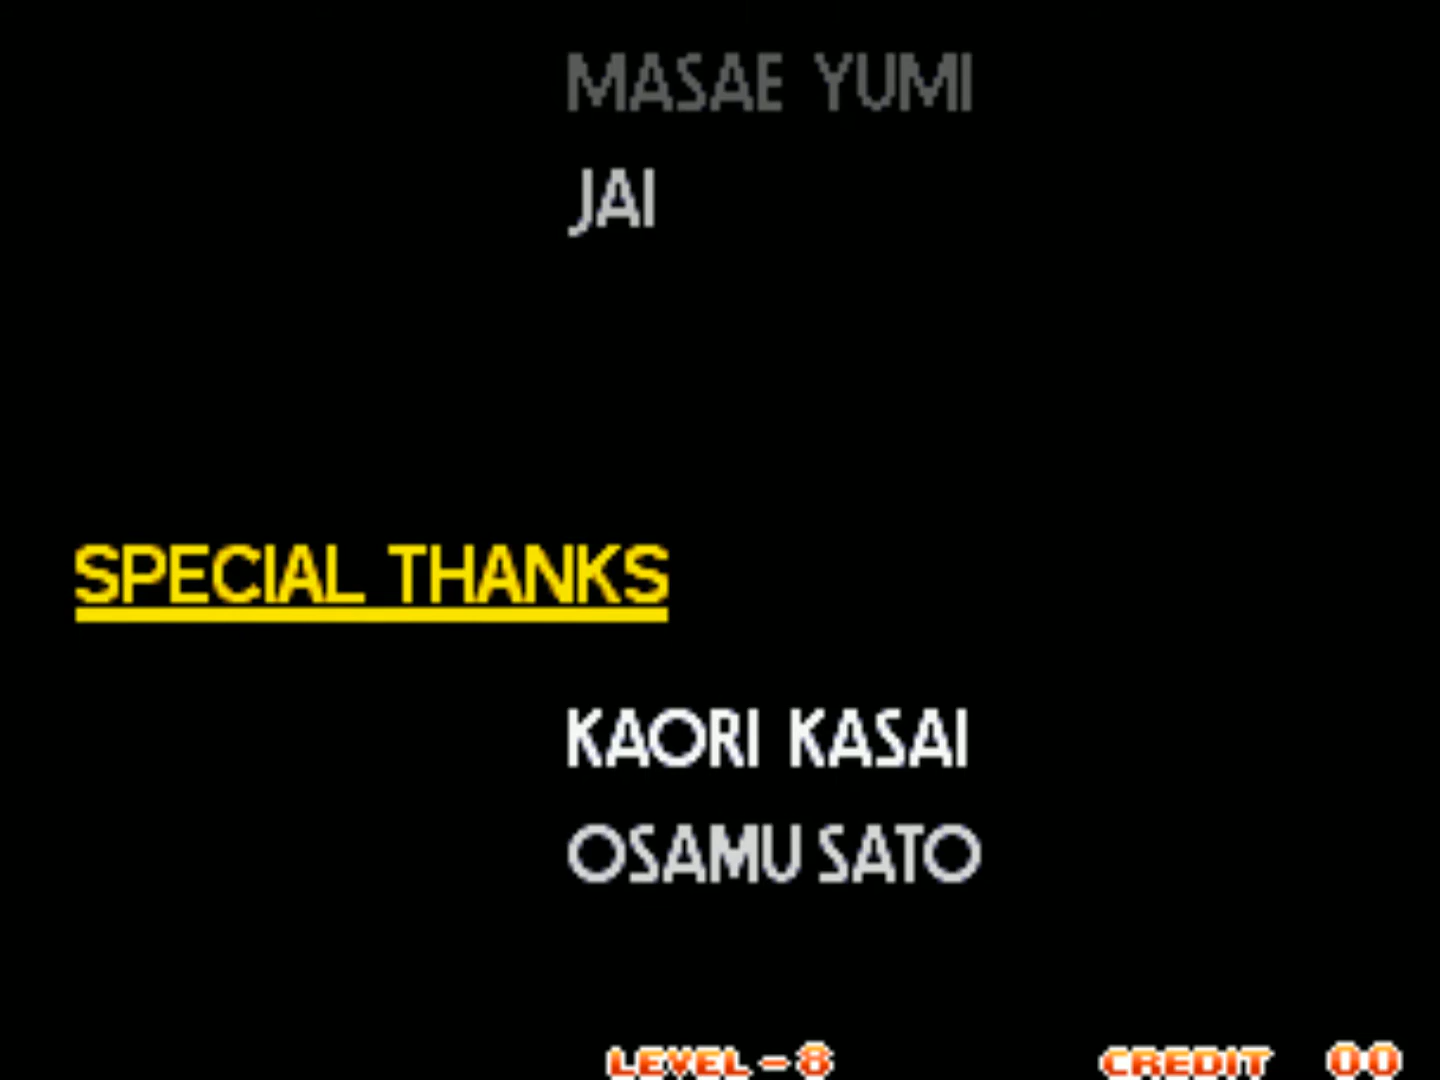 MASAE YUMI
JAI
SPECIAL THANKS
KAORI KASAI
OSAMU SATO
LEVEL-8 CREDIT 00